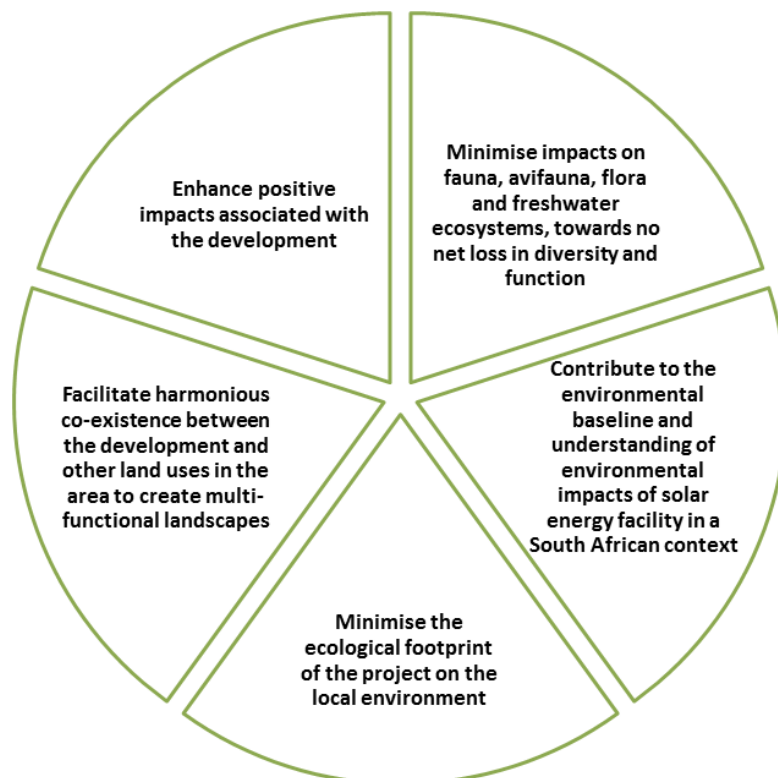 Enhance positive
impacts associated with
the development
Minimise impacts on
fauna, avifauna, flora
and freshwater
ecosystems, towards no
net loss in diversity and
function
Contribute to the
environmental
baseline and
understanding of
environmental
impacts of solar
energy facility in a
South African context
Minimise the
ecological footprint
of the project on the
local environment
Facilitate harmonious
co-existence between
the development and
other land uses in the
area to create multi-
functional landscapes